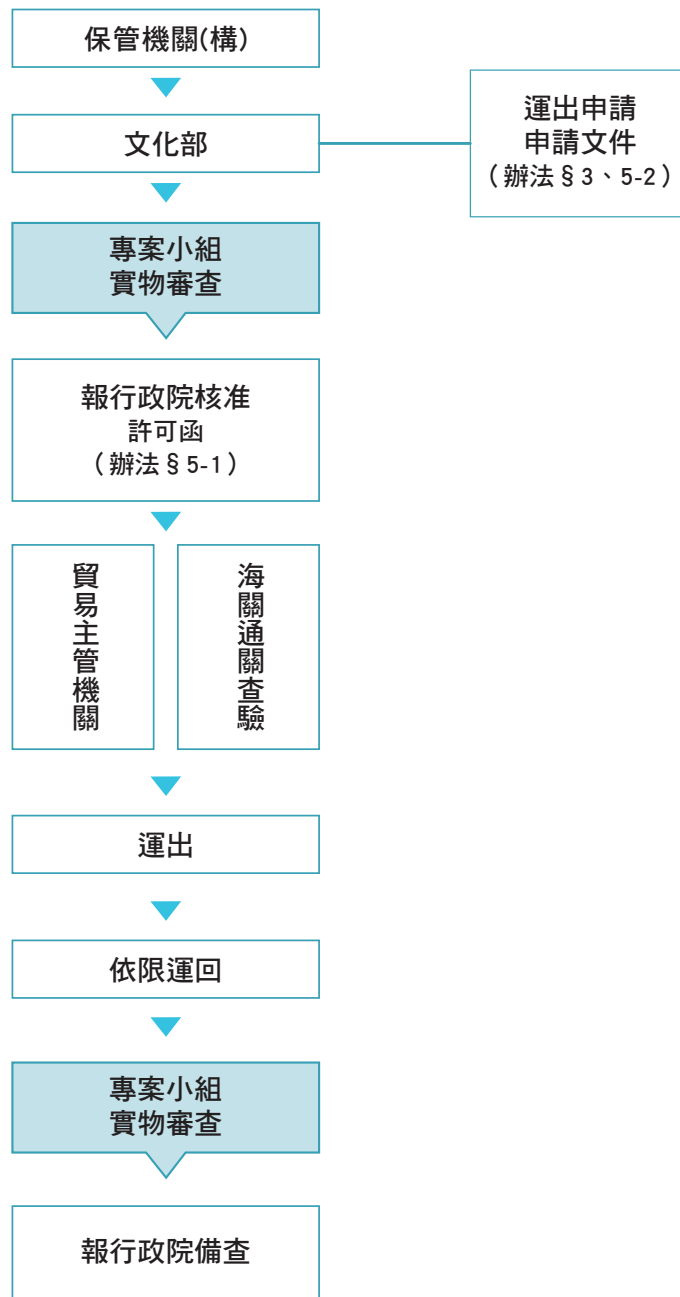 保管機關(構)
文化部
運出申請
申請文件
（辦法§3、5-2）
專案小組
實物審查
報行政院核准
許可函
（辦法§5-1）
貿易主管機關
海關通關查驗
運出
依限運回
專案小組
實物審查
報行政院備查